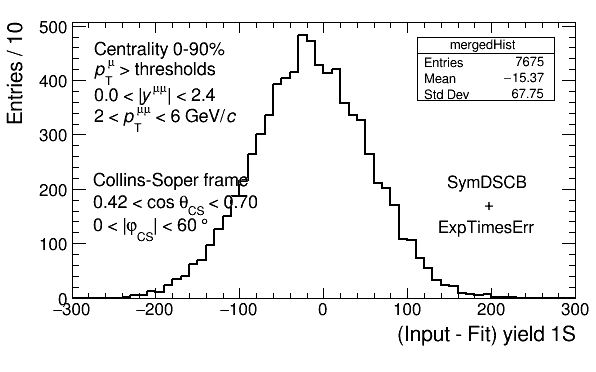 Entries / 10
500
400
300
200
100
0
Centrality 0-90%
p_T^μ > thresholds
0.0 < |y^μμ| < 2.4
2 < p_T^μμ < 6 GeV/c
mergedHist
Entries 7675
Mean −15.37
Std Dev 67.75
Collins-Soper frame
0.42 < cos θ_CS < 0.70
0 < |φ_CS| < 60 °
SymDSCB
+
ExpTimesErr
−300 −200 −100 0 100 200 300
(Input - Fit) yield 1S